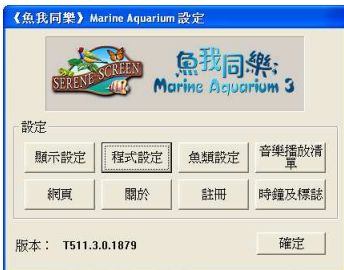 《魚我同樂》Marine Aquarium 設定
SERENE SCREEN
魚我同樂
Marine Aquarium 3
設定
顯示設定
程式設定
魚類設定
音樂播放清單
網頁
關於
註冊
時鐘及標誌
版本： T511.3.0.1879
確定